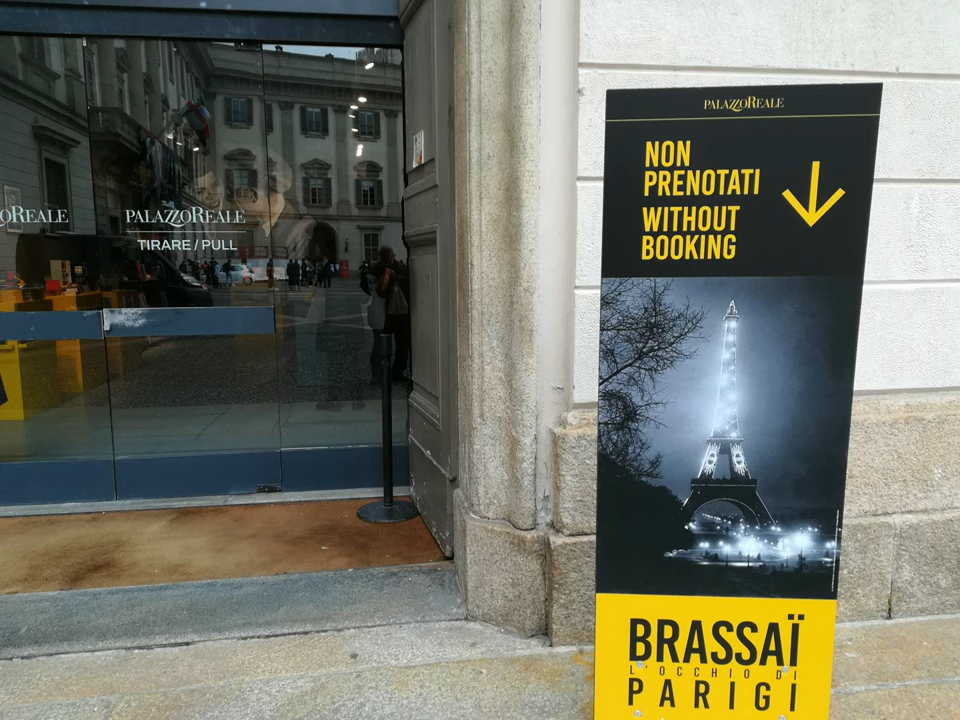 OREALE
PALAZZOREALE
TIRARE / PULL
PALAZZOREALE
NON
PRENOTATI
WITHOUT
BOOKING
BRASSAÏ
L'OCCHIO DI
PARIGI